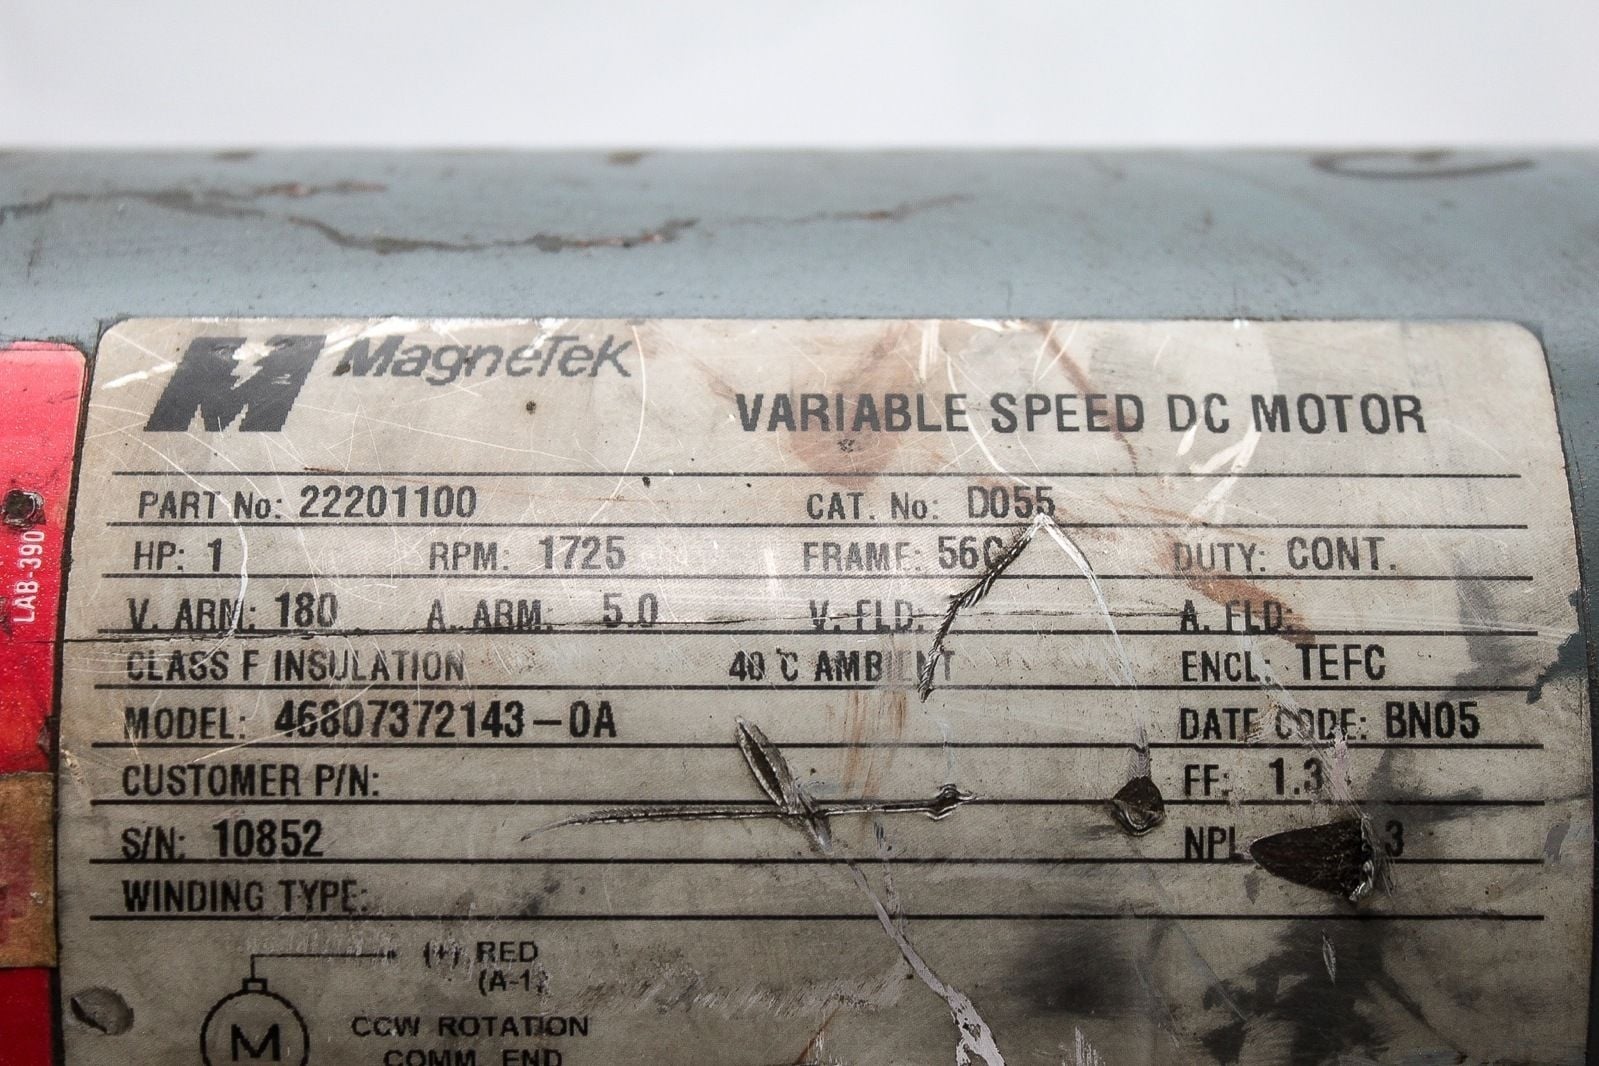 MagneTek
VARIABLE SPEED DC MOTOR
PART No: 22201100 CAT. No: D055
HP: 1 RPM: 1725 FRAME: 56C DUTY: CONT.
V. ARM: 180 A. ARM: 5.0 V. FLD: A. FLD:
CLASS F INSULATION 40°C AMBIENT ENCL: TEFC
MODEL: 46807372143-0A DATE CODE: BN05
CUSTOMER P/N: FF: 1.3
S/N: 10852 NPL 3
WINDING TYPE:
(+) RED
(A-1)
M CCW ROTATION
COMM. END
LAB-390